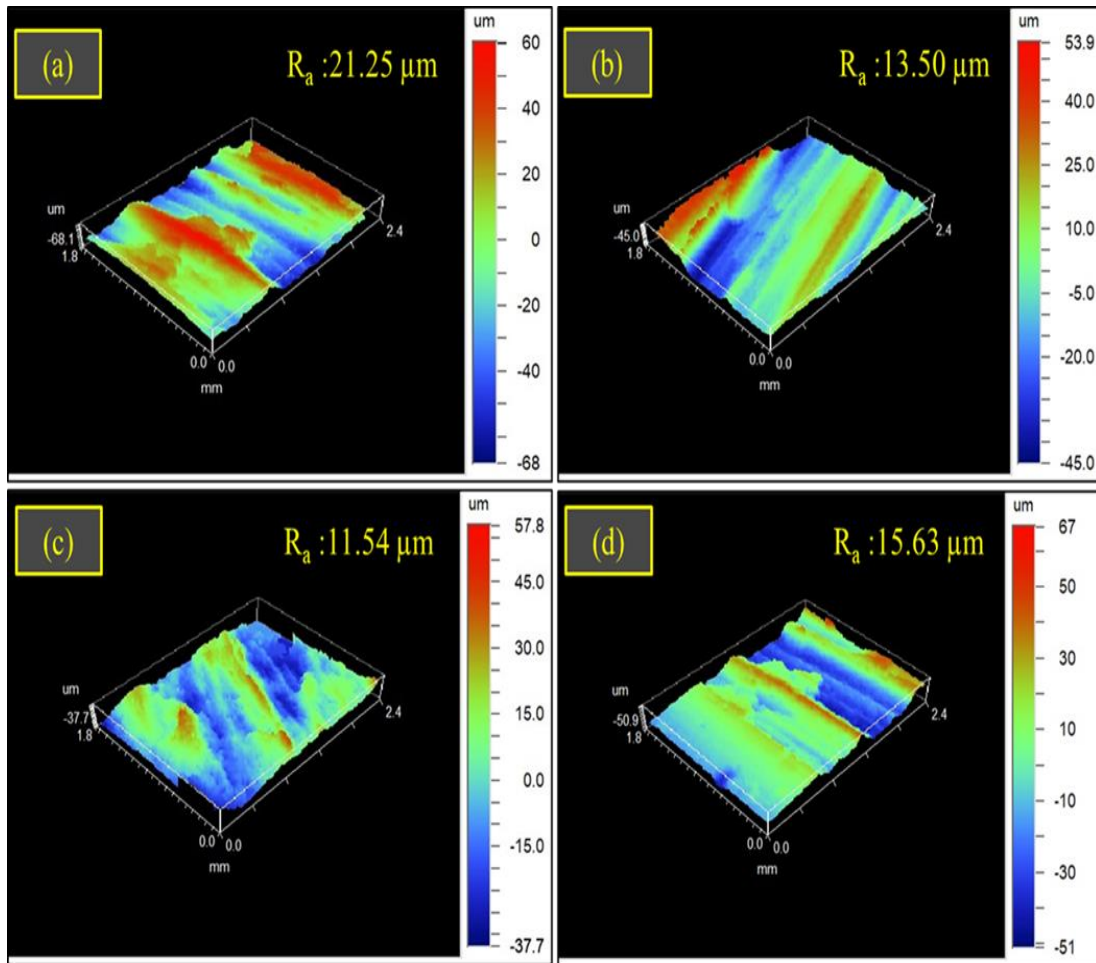 (a)
Ra :21.25 µm
um
60
40
20
0
-20
-40
-68
um
-68.1
1.8
0.0
0.0
mm
2.4
(b)
Ra :13.50 µm
um
53.9
40.0
25.0
10.0
-5.0
-20.0
-45.0
um
-45.0
1.8
0.0
0.0
mm
2.4
(c)
Ra :11.54 µm
um
57.8
45.0
30.0
15.0
0.0
-15.0
-37.7
um
-37.7
1.8
0.0
0.0
mm
2.4
(d)
Ra :15.63 µm
um
67
50
30
10
-10
-30
-51
um
-50.9
1.8
0.0
0.0
mm
2.4